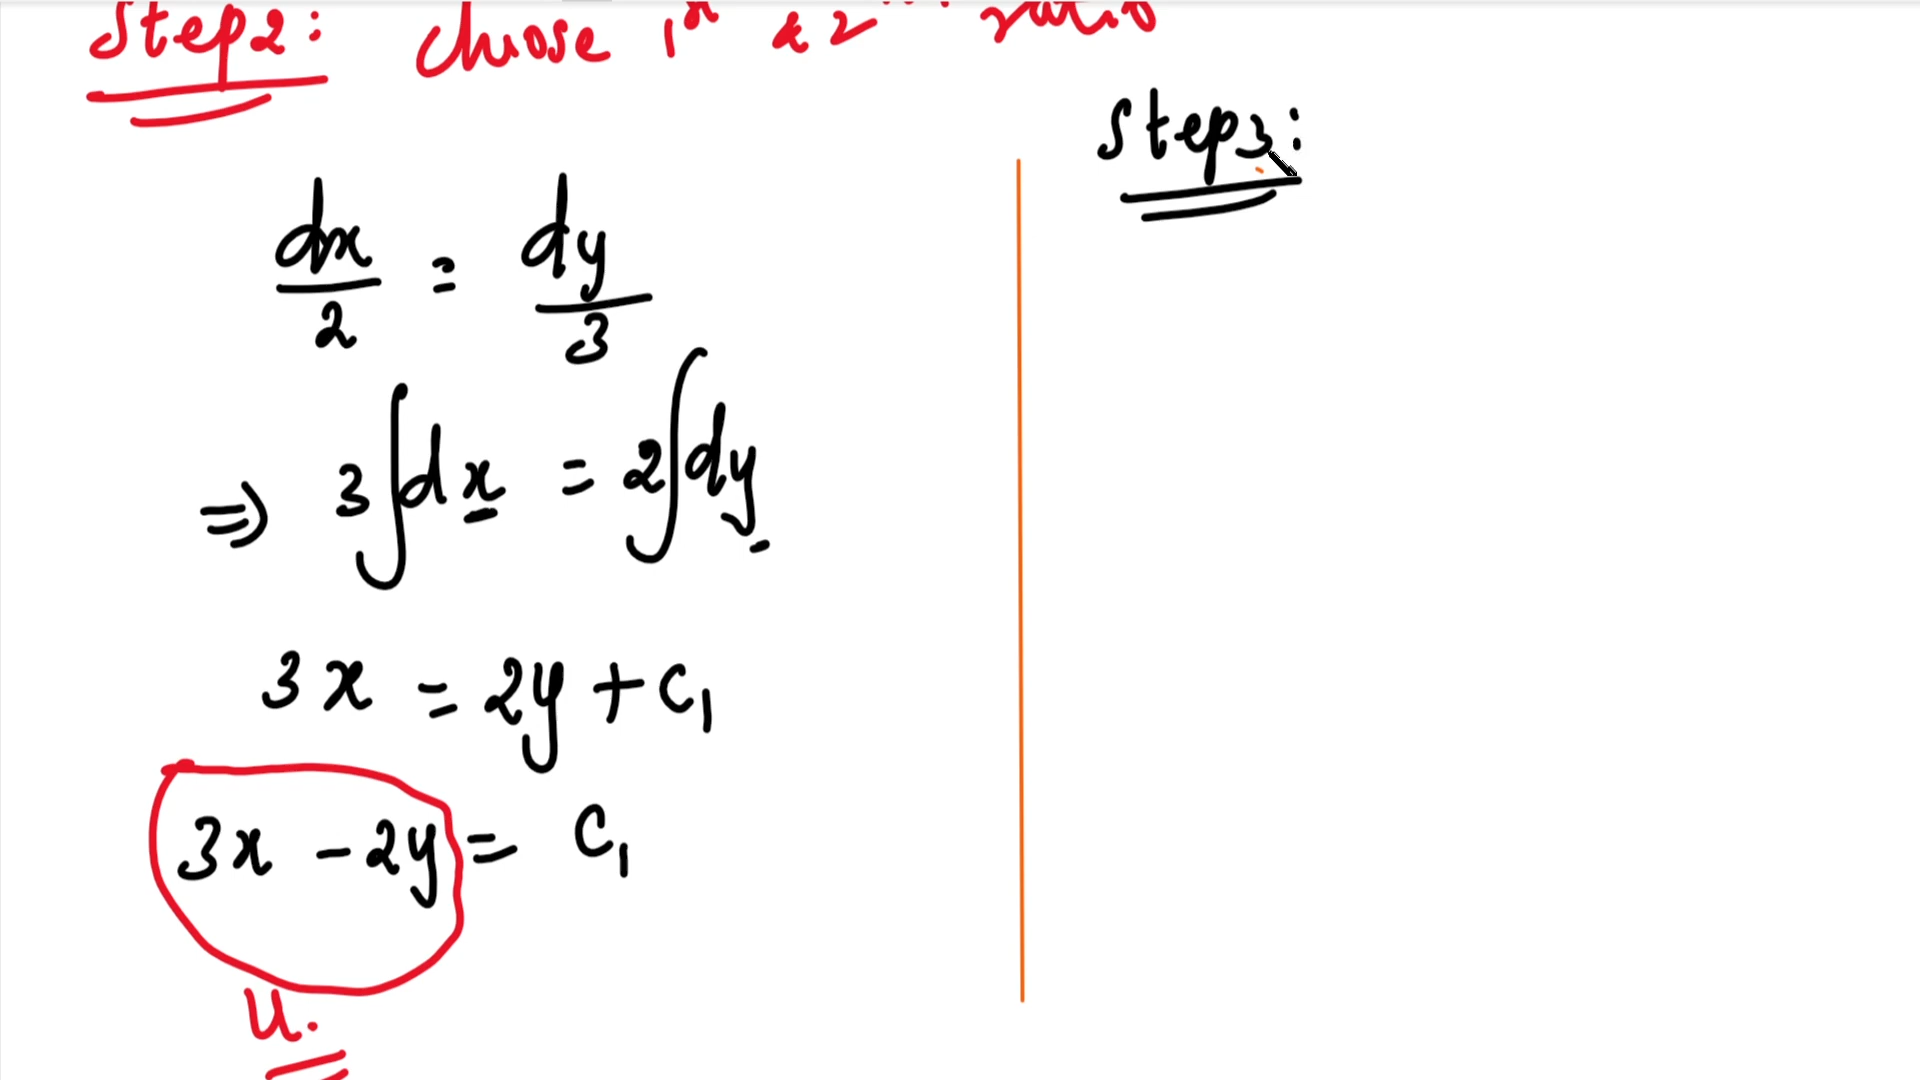 Step2: Choose 1st & 2nd ratio
dx/2 = dy/3
⇒ 3∫dx = 2∫dy
3x = 2y + c₁
3x - 2y = c₁
u.
Step3: